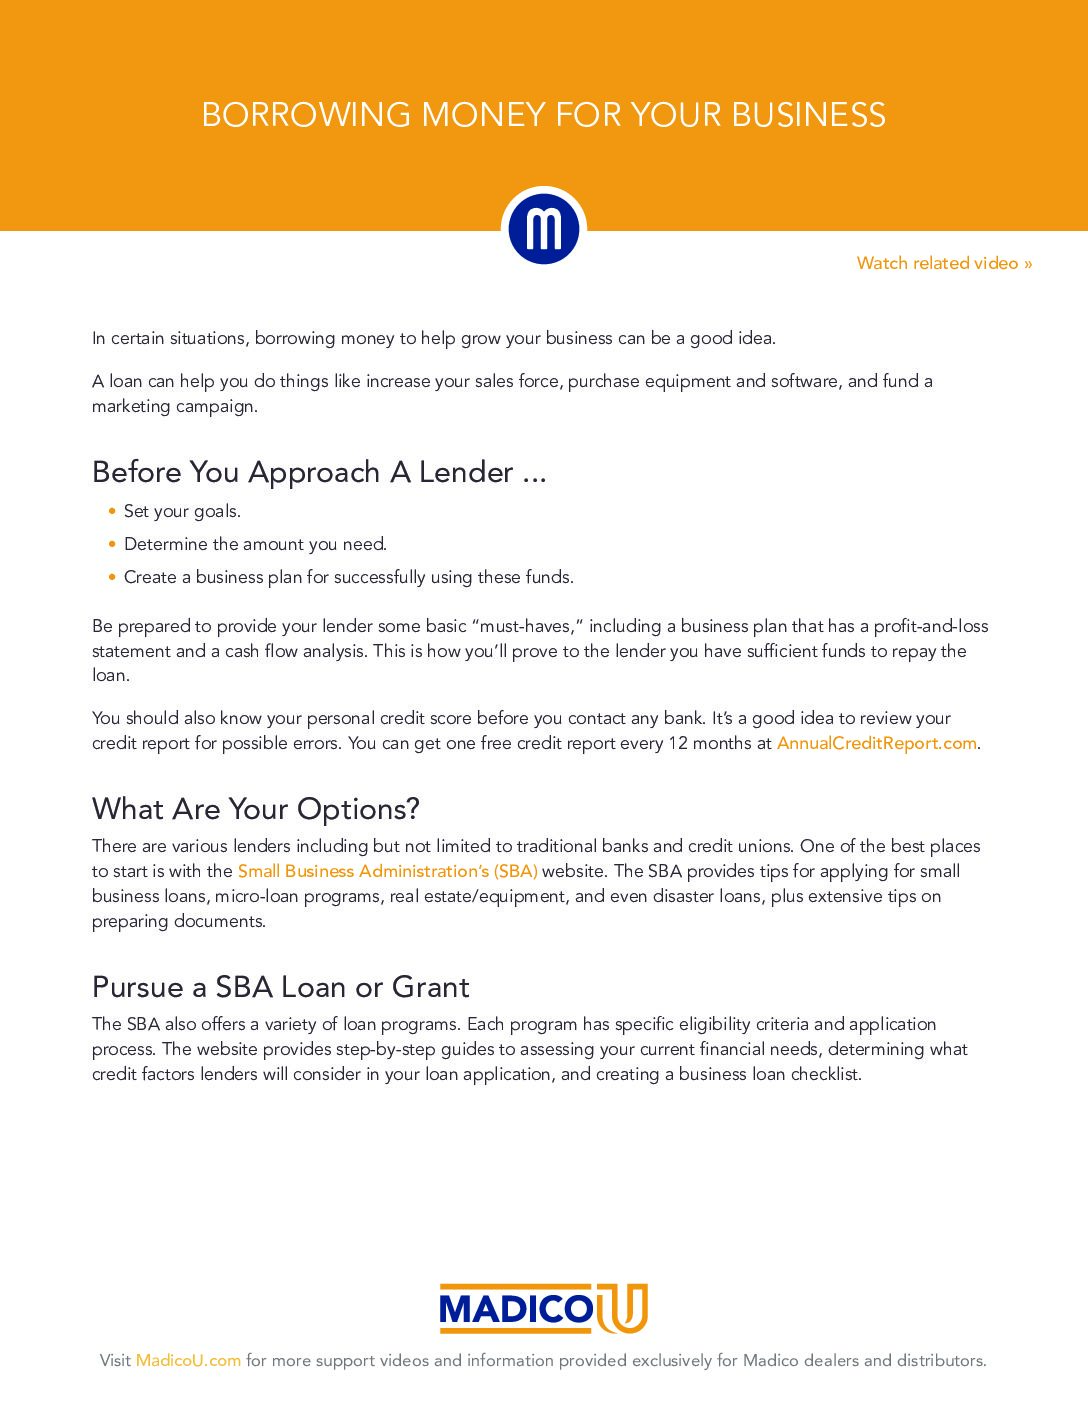 BORROWING MONEY FOR YOUR BUSINESS
m
Watch related video »
In certain situations, borrowing money to help grow your business can be a good idea.
A loan can help you do things like increase your sales force, purchase equipment and software, and fund a
marketing campaign.
Before You Approach A Lender ...
• Set your goals.
• Determine the amount you need.
• Create a business plan for successfully using these funds.
Be prepared to provide your lender some basic “must-haves,“ including a business plan that has a profit-and-loss
statement and a cash flow analysis. This is how you’ll prove to the lender you have sufficient funds to repay the
loan.
You should also know your personal credit score before you contact any bank. It’s a good idea to review your
credit report for possible errors. You can get one free credit report every 12 months at AnnualCreditReport.com.
What Are Your Options?
There are various lenders including but not limited to traditional banks and credit unions. One of the best places
to start is with the Small Business Administration’s (SBA) website. The SBA provides tips for applying for small
business loans, micro-loan programs, real estate/equipment, and even disaster loans, plus extensive tips on
preparing documents.
Pursue a SBA Loan or Grant
The SBA also offers a variety of loan programs. Each program has specific eligibility criteria and application
process. The website provides step-by-step guides to assessing your current financial needs, determining what
credit factors lenders will consider in your loan application, and creating a business loan checklist.
MADICO U
Visit MadicoU.com for more support videos and information provided exclusively for Madico dealers and distributors.